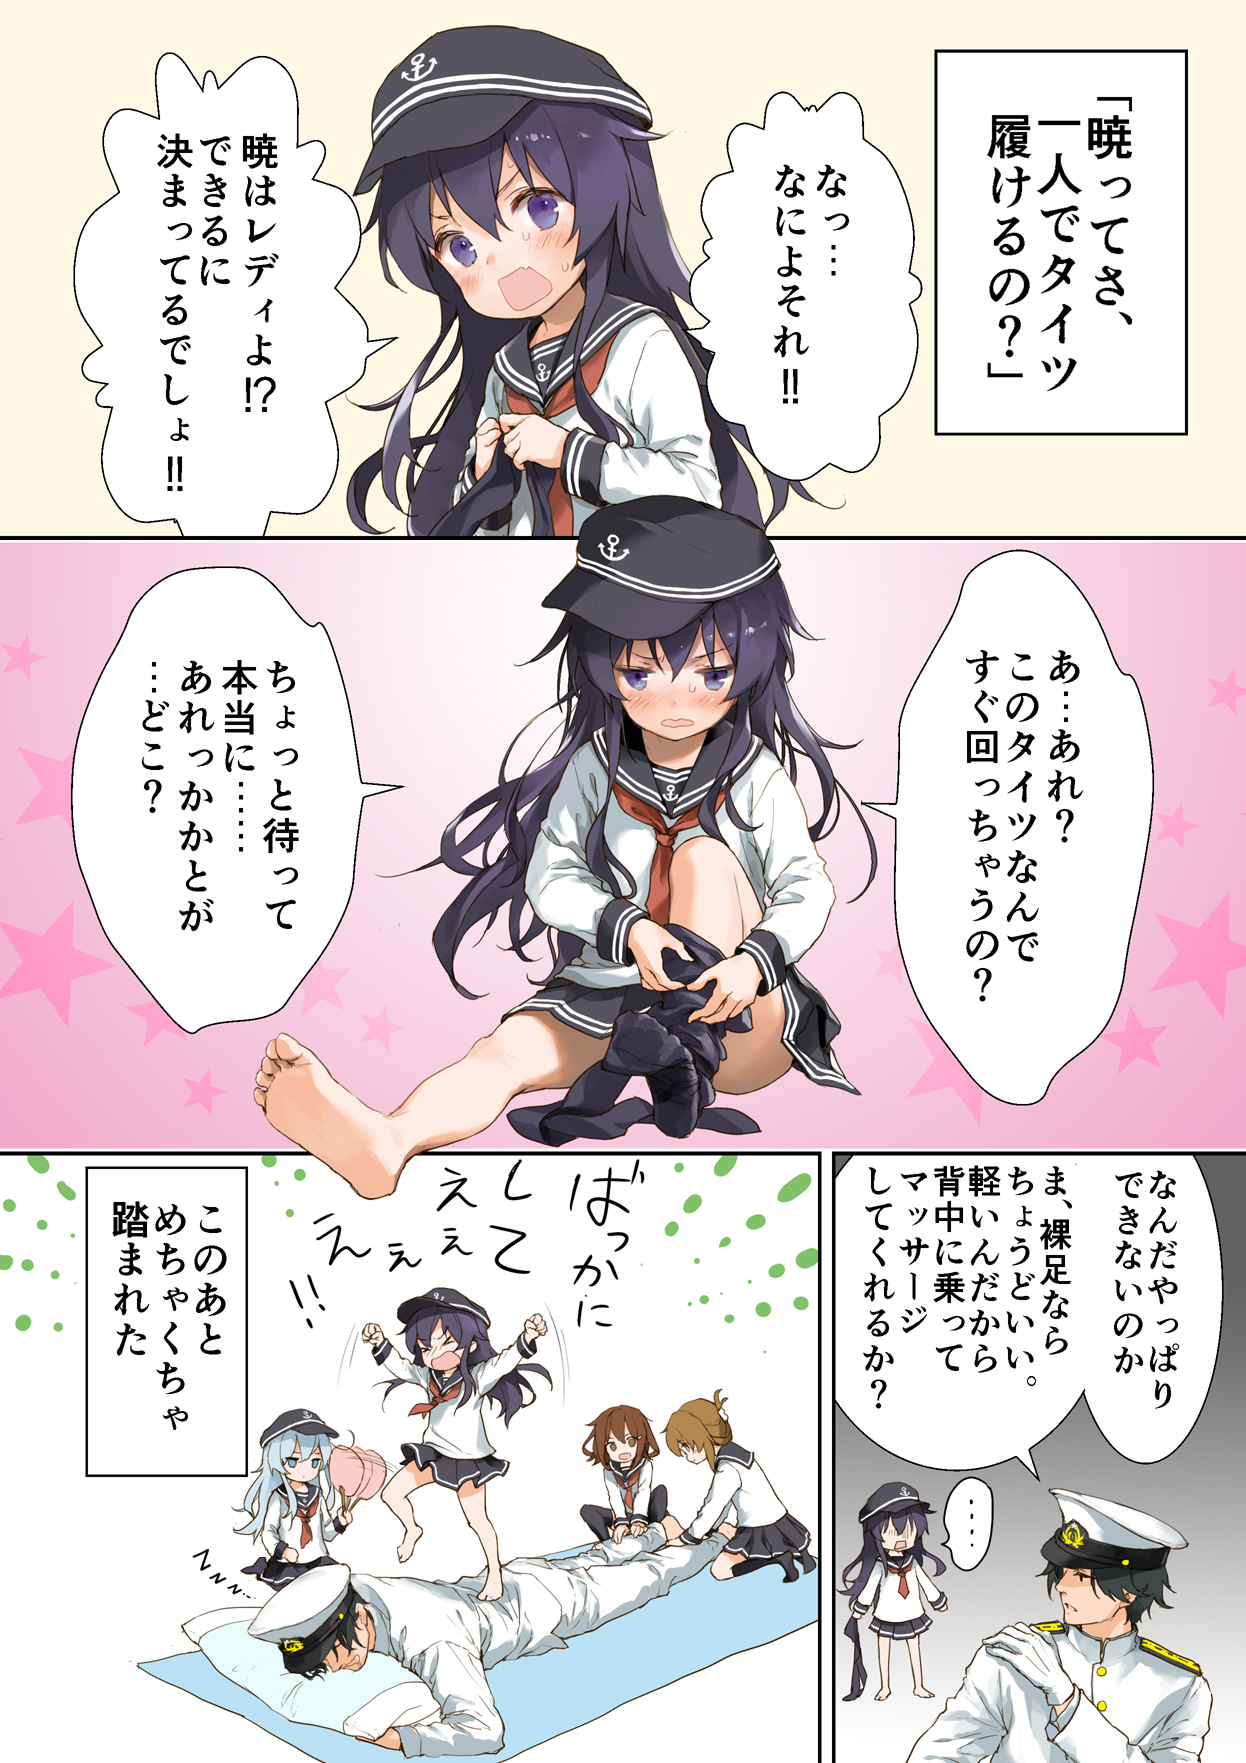 「暁ってさ、
一人でタイツ
履けるの？」
なっ…
なによそれ!!
暁はレディよ!?
できるに
決まってるでしょ!!
あ…あれ？
このタイツなんで
すぐ回っちゃうの？
ちょっと待って
本当に……
あれっかかとが
…どこ？
なんだやっぱり
できないのか
ま、裸足なら
ちょうどいい。
軽いんだから
背中に乗って
マッサージ
してくれるか？
‥‥
ばっかに
して
ええぇ
えぇ
!!
zzzz…
このあと
めちゃくちゃ
踏まれた